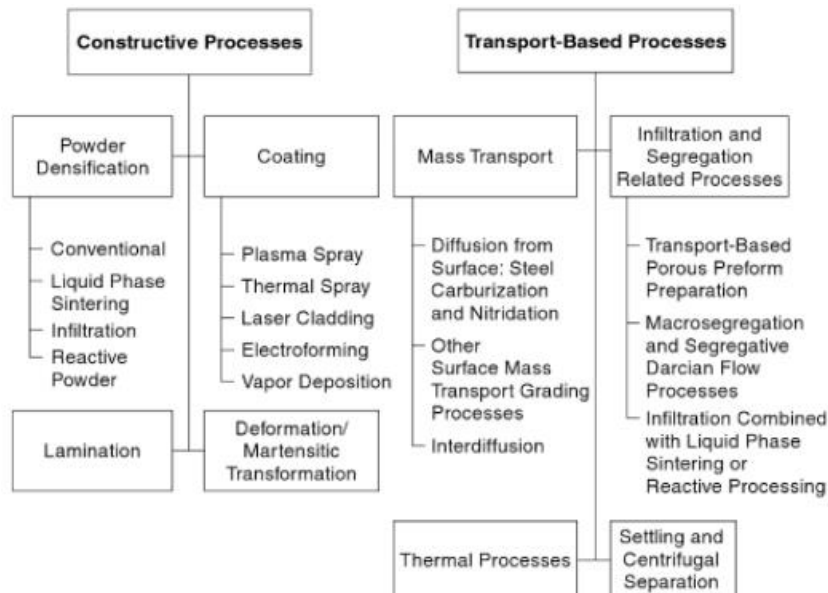 Constructive Processes
Transport-Based Processes
Powder
Densification
Coating
Mass Transport
Infiltration and
Segregation
Related Processes
Conventional
Liquid Phase
Sintering
Infiltration
Reactive
Powder
Plasma Spray
Thermal Spray
Laser Cladding
Electroforming
Vapor Deposition
Diffusion from
Surface: Steel
Carburization
and Nitridation
Other
Surface Mass
Transport Grading
Processes
Interdiffusion
Transport-Based
Porous Preform
Preparation
Macrosegregation
and Segregative
Darcian Flow
Processes
Infiltration Combined
with Liquid Phase
Sintering or
Reactive Processing
Lamination
Deformation/
Martensitic
Transformation
Thermal Processes
Settling and
Centrifugal
Separation